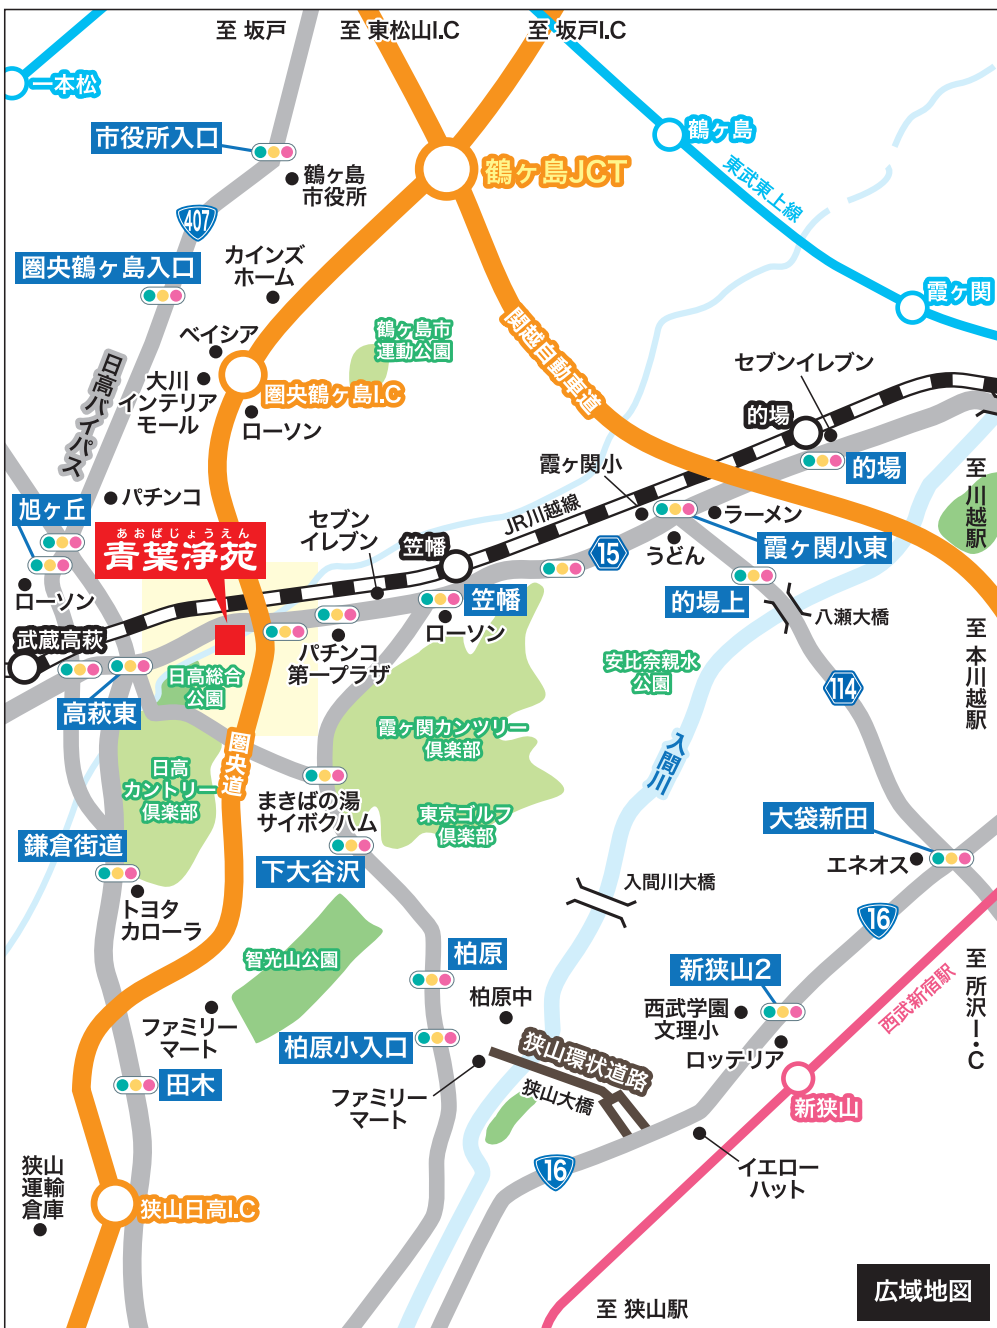 至 坂戸
至 東松山I.C
至 坂戸I.C
一本松
市役所入口
鶴ヶ島
鶴ヶ島
市役所
鶴ヶ島JCT
東武東上線
407
カインズ
ホーム
圏央鶴ヶ島入口
霞ヶ関
ベイシア
鶴ヶ島市
運動公園
関越自動車道
セブンイレブン
日高バイパス
大川
インテリア
モール
圏央鶴ヶ島I.C
ローソン
的場
的場
霞ヶ関小
至 川越駅
パチンコ
旭ヶ丘
セブン
イレブン
JR川越線
ラーメン
あおばじょうえん
青葉浄苑
笠幡
15
うどん
霞ヶ関小東
ローソン
笠幡
的場上
八瀬大橋
武蔵高萩
ローソン
パチンコ
第一プラザ
日高総合
公園
安比奈親水
公園
至 本川越駅
高萩東
114
霞ヶ関カンツリー
倶楽部
圏央道
入間川
日高
カントリー
倶楽部
まきばの湯
サイボクハム
東京ゴルフ
倶楽部
大袋新田
鎌倉街道
下大谷沢
エネオス
入間川大橋
トヨタ
カローラ
16
智光山公園
柏原
新狭山2
至 所沢I・C
柏原中
西武学園
文理小
西武新宿駅
ファミリー
マート
柏原小入口
ロッテリア
狭山環状道路
田木
ファミリー
マート
狭山大橋
新狭山
狭山
運輸
倉庫
16
イエロー
ハット
狭山日高I.C
広域地図
至 狭山駅